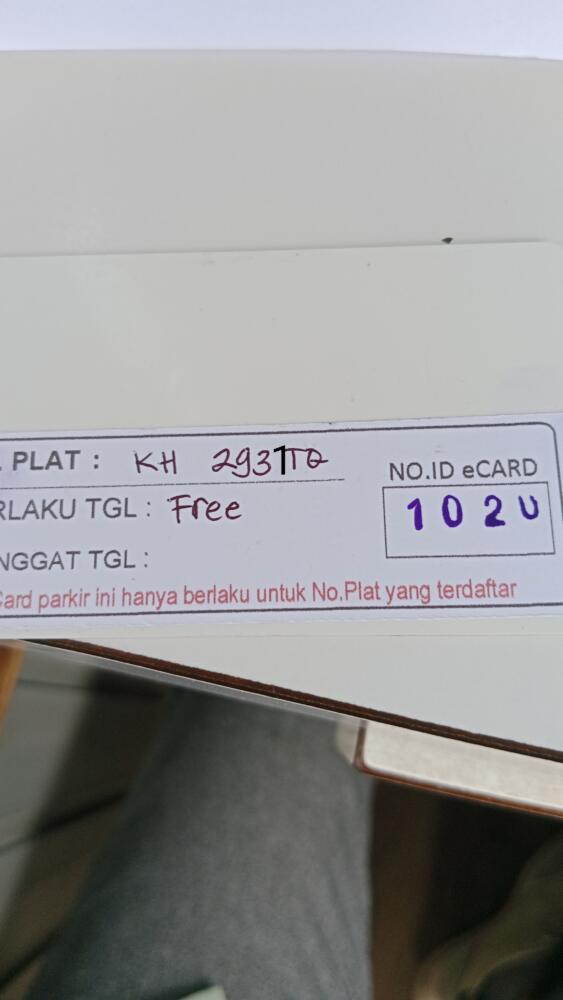 . PLAT : KH 2931TQ
RLAKU TGL : Free
NGGAT TGL :
Card parkir ini hanya berlaku untuk No.Plat yang terdaftar
NO.ID eCARD
102U